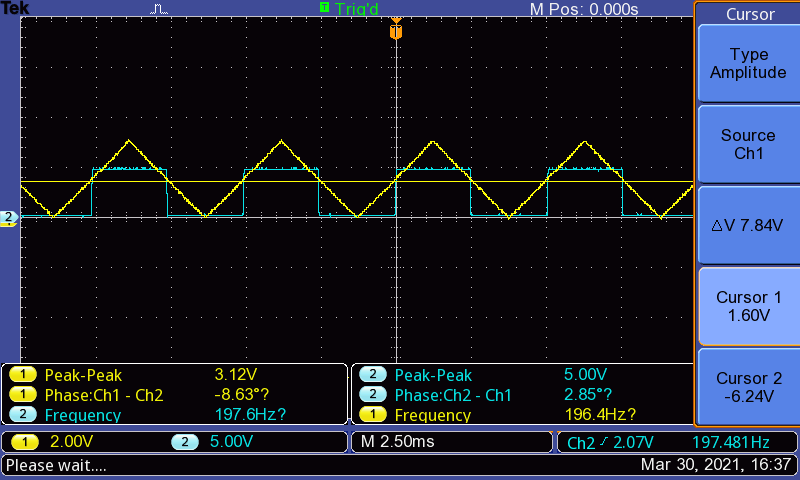 Tek T Trig'd M Pos: 0.000s Cursor
T
Type
Amplitude
Source
Ch1
2
△V 7.84V
Cursor 1
1.60V
Cursor 2
-6.24V
1 Peak-Peak 3.12V
1 Phase:Ch1 - Ch2 -8.63°?
2 Frequency 197.6Hz?
2 Peak-Peak 5.00V
2 Phase:Ch2 - Ch1 2.85°?
1 Frequency 196.4Hz?
1 2.00V 2 5.00V M 2.50ms Ch2 2.07V 197.481Hz
Please wait.... Mar 30, 2021, 16:37